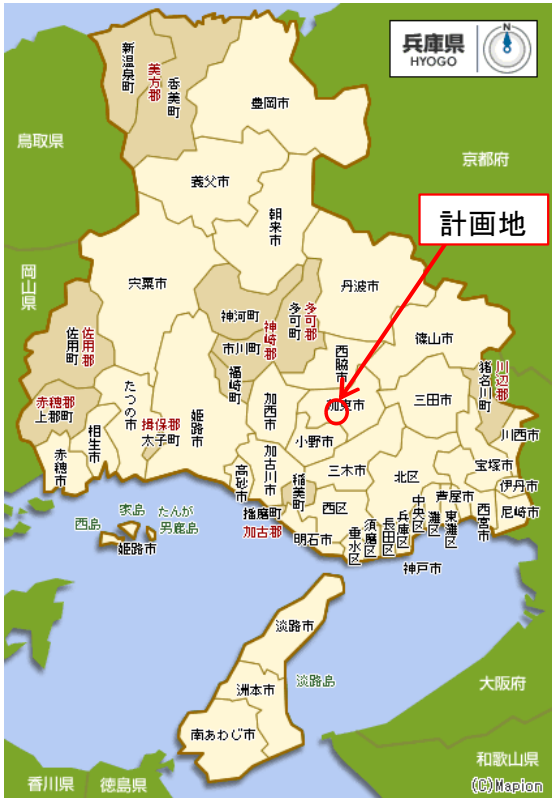 兵庫県
HYOGO
N
新温泉町
美方郡
香美町
豊岡市
鳥取県
京都府
養父市
朝来市
計画地
岡山県
宍粟市
丹波市
神河町
多可町
多可郡
佐用町
佐用郡
市川町
神崎郡
篠山市
西脇市
福崎町
猪名川町
川辺郡
赤穂郡
上郡町
たつの市
揖保郡
太子町
姫路市
加西市
加東市
三田市
相生市
小野市
川西市
赤穂市
加古川市
三木市
北区
宝塚市
高砂市
稲美町
伊丹市
播磨町
加古郡
西区
明石市
垂水区
須磨区
長田区
兵庫区
中央区
灘区
東灘区
芦屋市
西宮市
尼崎市
神戸市
西島
家島
たんが
男鹿島
姫路市
淡路市
淡路島
洲本市
南あわじ市
大阪府
和歌山県
香川県
徳島県
(C)Mapion